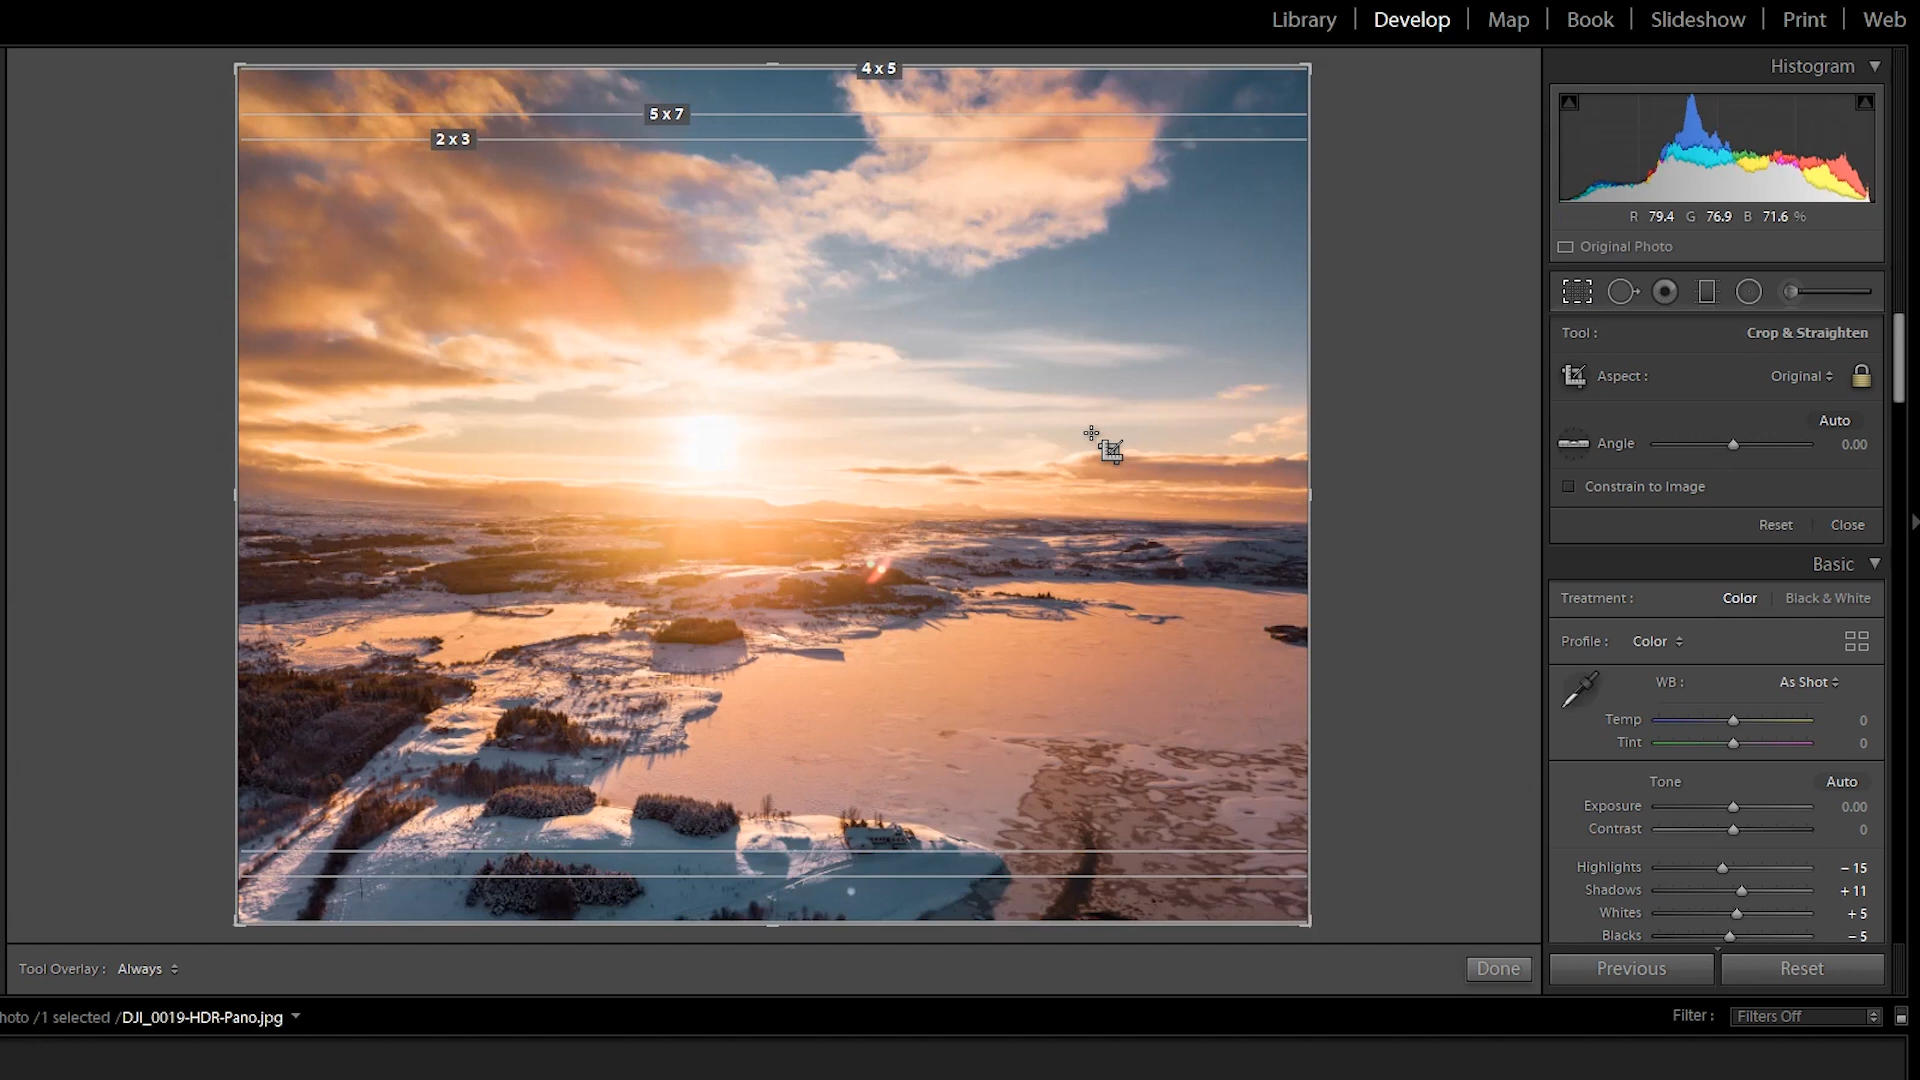 Library | Develop | Map | Book | Slideshow | Print | Web
4 x 5
5 x 7
2 x 3
Histogram
R 79.4 G 76.9 B 71.6 %
Original Photo
Tool : Crop & Straighten
Aspect : Original
Auto
Angle 0.00
Constrain to Image
Reset Close
Basic
Treatment : Color Black & White
Profile : Color
WB : As Shot
Temp 0
Tint 0
Tone Auto
Exposure 0.00
Contrast 0
Highlights – 15
Shadows + 11
Whites + 5
Blacks – 5
Tool Overlay : Always
Done
Previous Reset
hoto / 1 selected / DJI_0019-HDR-Pano.jpg
Filter : Filters Off